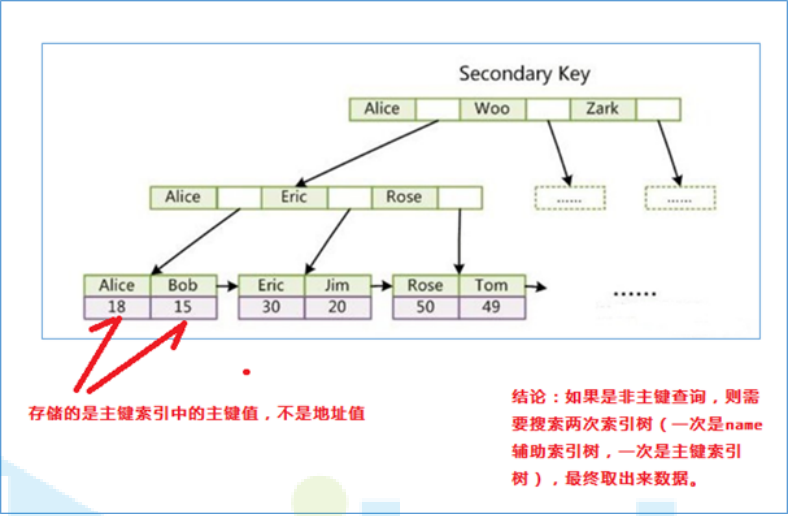 Secondary Key
Alice Woo Zark
Alice Eric Rose …… ……
Alice Bob Eric Jim Rose Tom
18 15 30 20 50 49 ……
存储的是主键索引中的主键值，不是地址值
结论：如果是非主键查询，则需
要搜索两次索引树（一次是name
辅助索引树，一次是主键索引
树），最终取出来数据。